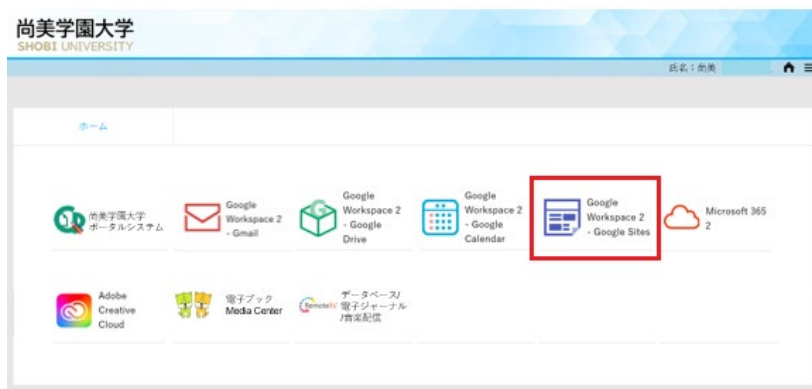 尚美学園大学
SHOBI UNIVERSITY
氏名：尚美
ホーム
尚美学園大学
ポータルシステム
Google
Workspace 2
- Gmail
Google
Workspace 2
- Google
Drive
Google
Workspace 2
- Google
Calendar
Google
Workspace 2
- Google Sites
Microsoft 365
2
Adobe
Creative
Cloud
電子ブック
Media Center
RemoteXs
データベース/
電子ジャーナル
/音楽配信